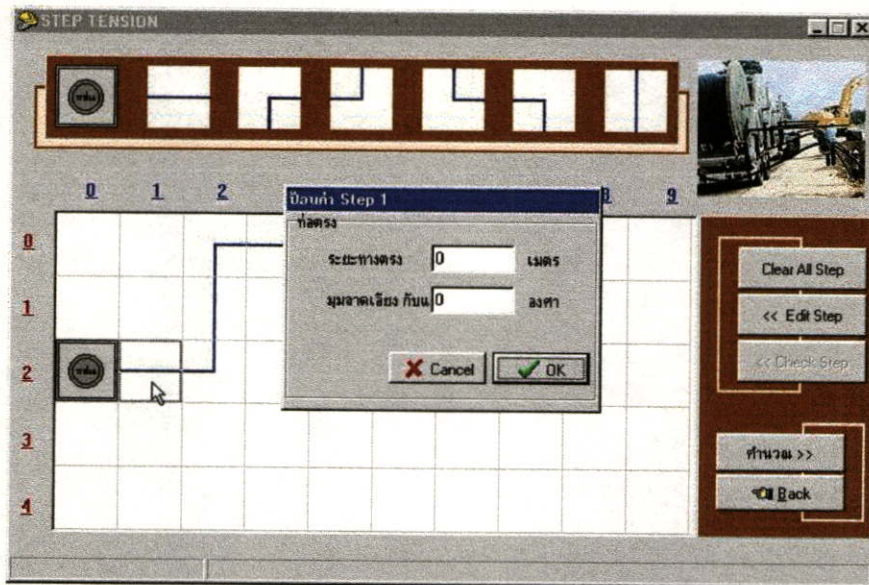 STEP TENSION
0 1 2 8 9
ป้อนค่า Step 1
ท่อตรง
ระยะทางตรง 0 เมตร
มุมลาดเอียง กับแ 0 องศา
Cancel OK
0
1
2
3
4
Clear All Step
<< Edit Step
<< Check Step
คำนวณ >>
Back